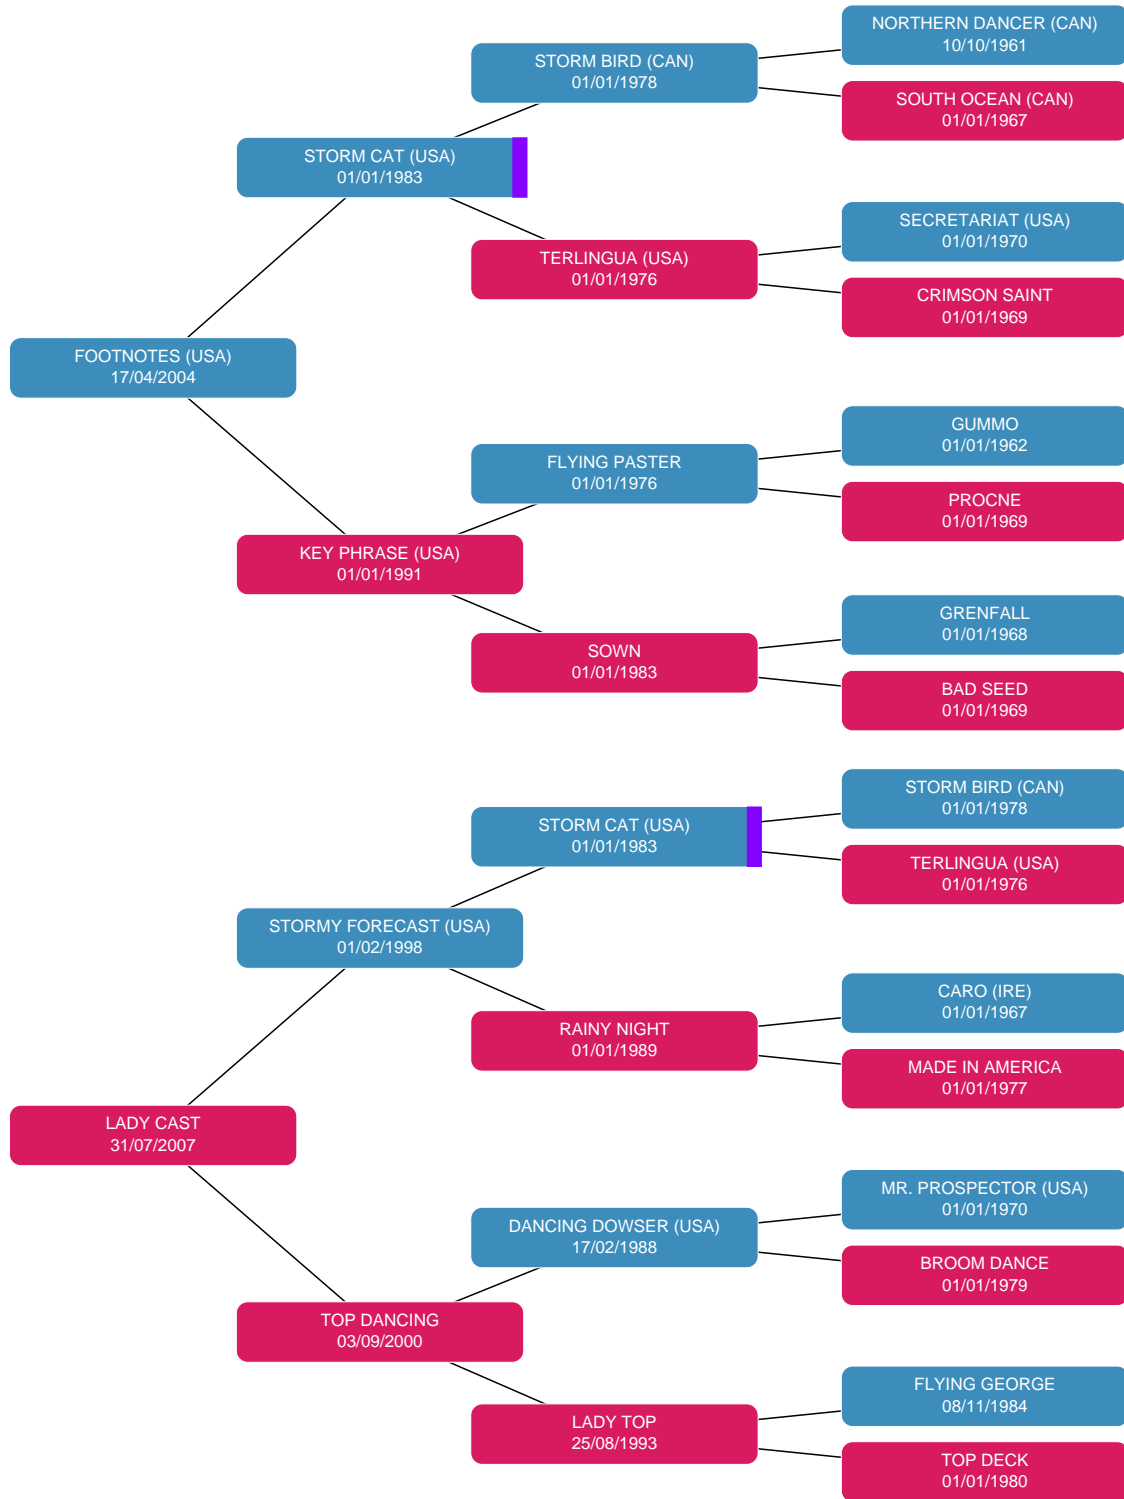 NORTHERN DANCER (CAN)
10/10/1961
STORM BIRD (CAN)
01/01/1978
SOUTH OCEAN (CAN)
01/01/1967
STORM CAT (USA)
01/01/1983
SECRETARIAT (USA)
01/01/1970
TERLINGUA (USA)
01/01/1976
CRIMSON SAINT
01/01/1969
FOOTNOTES (USA)
17/04/2004
GUMMO
01/01/1962
FLYING PASTER
01/01/1976
PROCNE
01/01/1969
KEY PHRASE (USA)
01/01/1991
GRENFALL
01/01/1968
SOWN
01/01/1983
BAD SEED
01/01/1969
STORM BIRD (CAN)
01/01/1978
STORM CAT (USA)
01/01/1983
TERLINGUA (USA)
01/01/1976
STORMY FORECAST (USA)
01/02/1998
CARO (IRE)
01/01/1967
RAINY NIGHT
01/01/1989
MADE IN AMERICA
01/01/1977
LADY CAST
31/07/2007
MR. PROSPECTOR (USA)
01/01/1970
DANCING DOWSER (USA)
17/02/1988
BROOM DANCE
01/01/1979
TOP DANCING
03/09/2000
FLYING GEORGE
08/11/1984
LADY TOP
25/08/1993
TOP DECK
01/01/1980